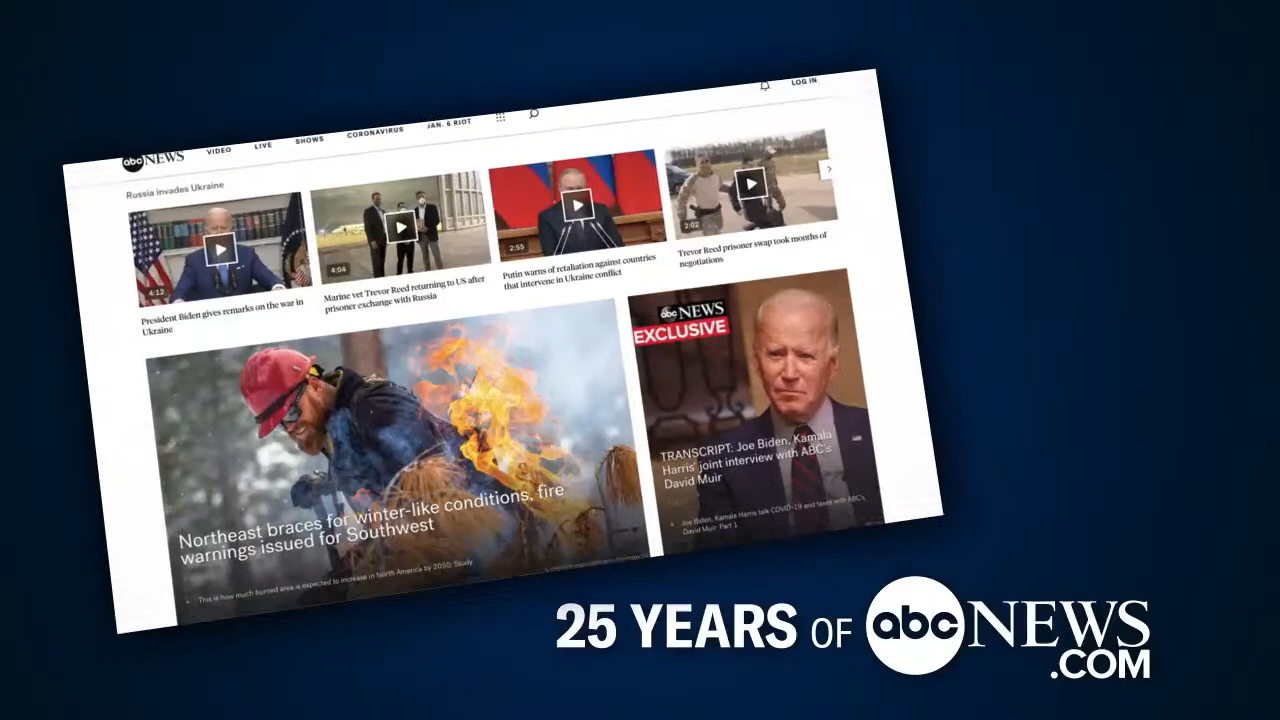 LOG IN
abc NEWS VIDEO LIVE SHOWS CORONAVIRUS JAN. 6 RIOT
Russia invades Ukraine
4:12
4:04
2:55
2:02
President Biden gives remarks on the war in
Ukraine
Marine vet Trevor Reed returning to US after
prisoner exchange with Russia
Putin warns of retaliation against countries
that intervene in Ukraine conflict
Trevor Reed prisoner swap took months of
negotiations
Northeast braces for winter-like conditions, fire
warnings issued for Southwest
This is how much burned area is expected to increase in North America by 2050: Study
abc NEWS
EXCLUSIVE
TRANSCRIPT: Joe Biden, Kamala
Harris' joint interview with ABC's
David Muir
Joe Biden, Kamala Harris talk COVID-19 and taxes with ABC's
David Muir: Part 1
25 YEARS OF abc NEWS
.COM